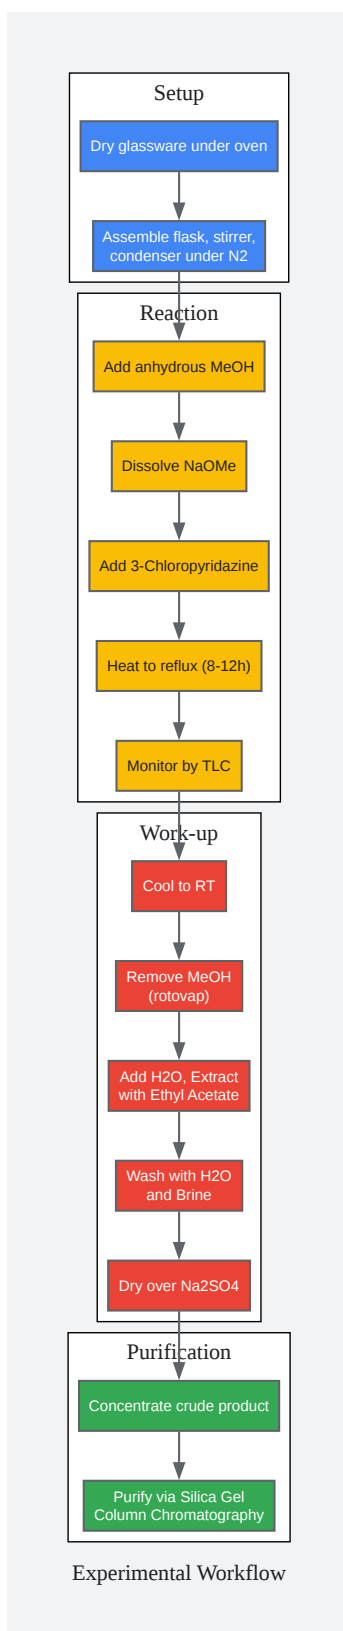 Setup
Dry glassware under oven
Assemble flask, stirrer,
condenser under N2
Reaction
Add anhydrous MeOH
Dissolve NaOMe
Add 3-Chloropyridazine
Heat to reflux (8-12h)
Monitor by TLC
Work-up
Cool to RT
Remove MeOH
(rotovap)
Add H2O, Extract
with Ethyl Acetate
Wash with H2O
and Brine
Dry over Na2SO4
Purification
Concentrate crude product
Purify via Silica Gel
Column Chromatography
Experimental Workflow